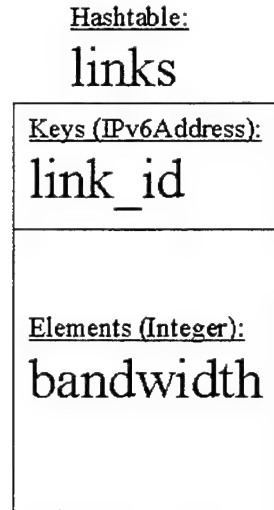 Hashtable:
links
Keys (IPv6Address):
link_id
Elements (Integer):
bandwidth